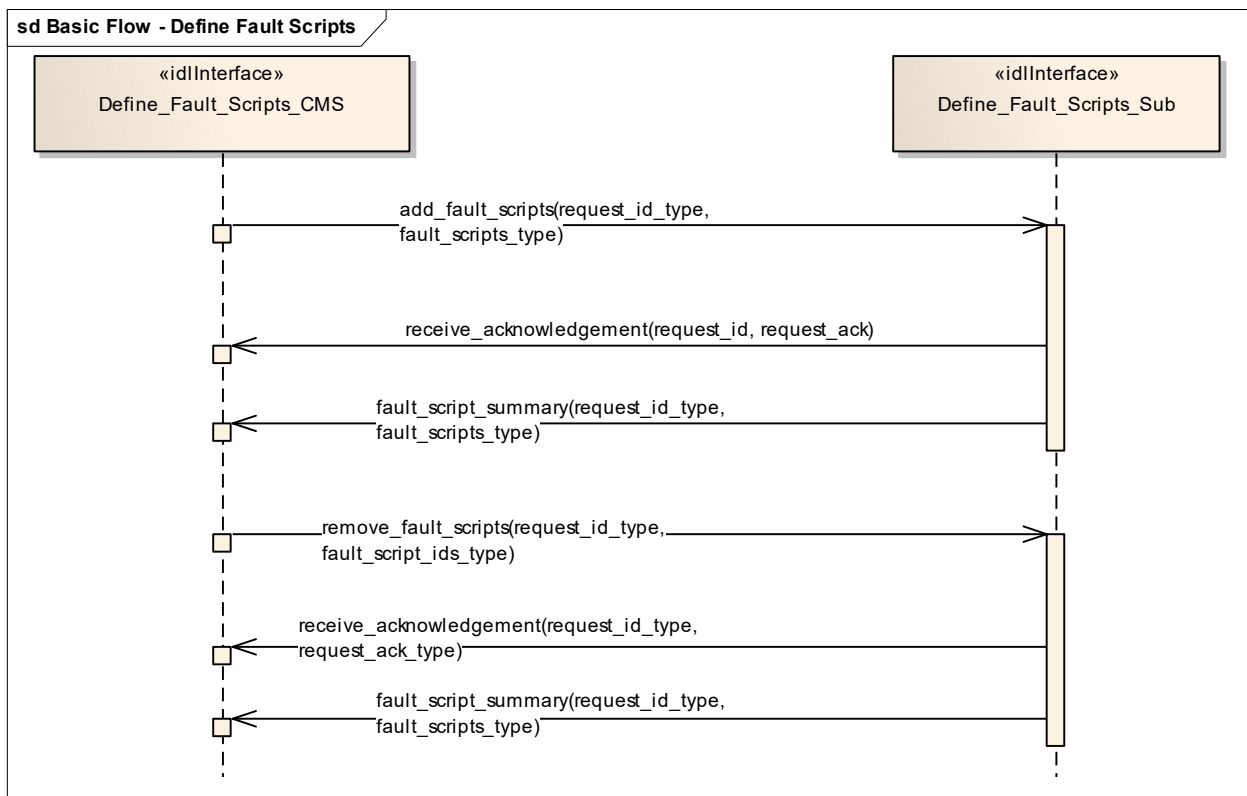 sd Basic Flow - Define Fault Scripts
«idlInterface»
Define_Fault_Scripts_CMS
«idlInterface»
Define_Fault_Scripts_Sub
add_fault_scripts(request_id_type,
fault_scripts_type)
receive_acknowledgement(request_id, request_ack)
fault_script_summary(request_id_type,
fault_scripts_type)
remove_fault_scripts(request_id_type,
fault_script_ids_type)
receive_acknowledgement(request_id_type,
request_ack_type)
fault_script_summary(request_id_type,
fault_scripts_type)